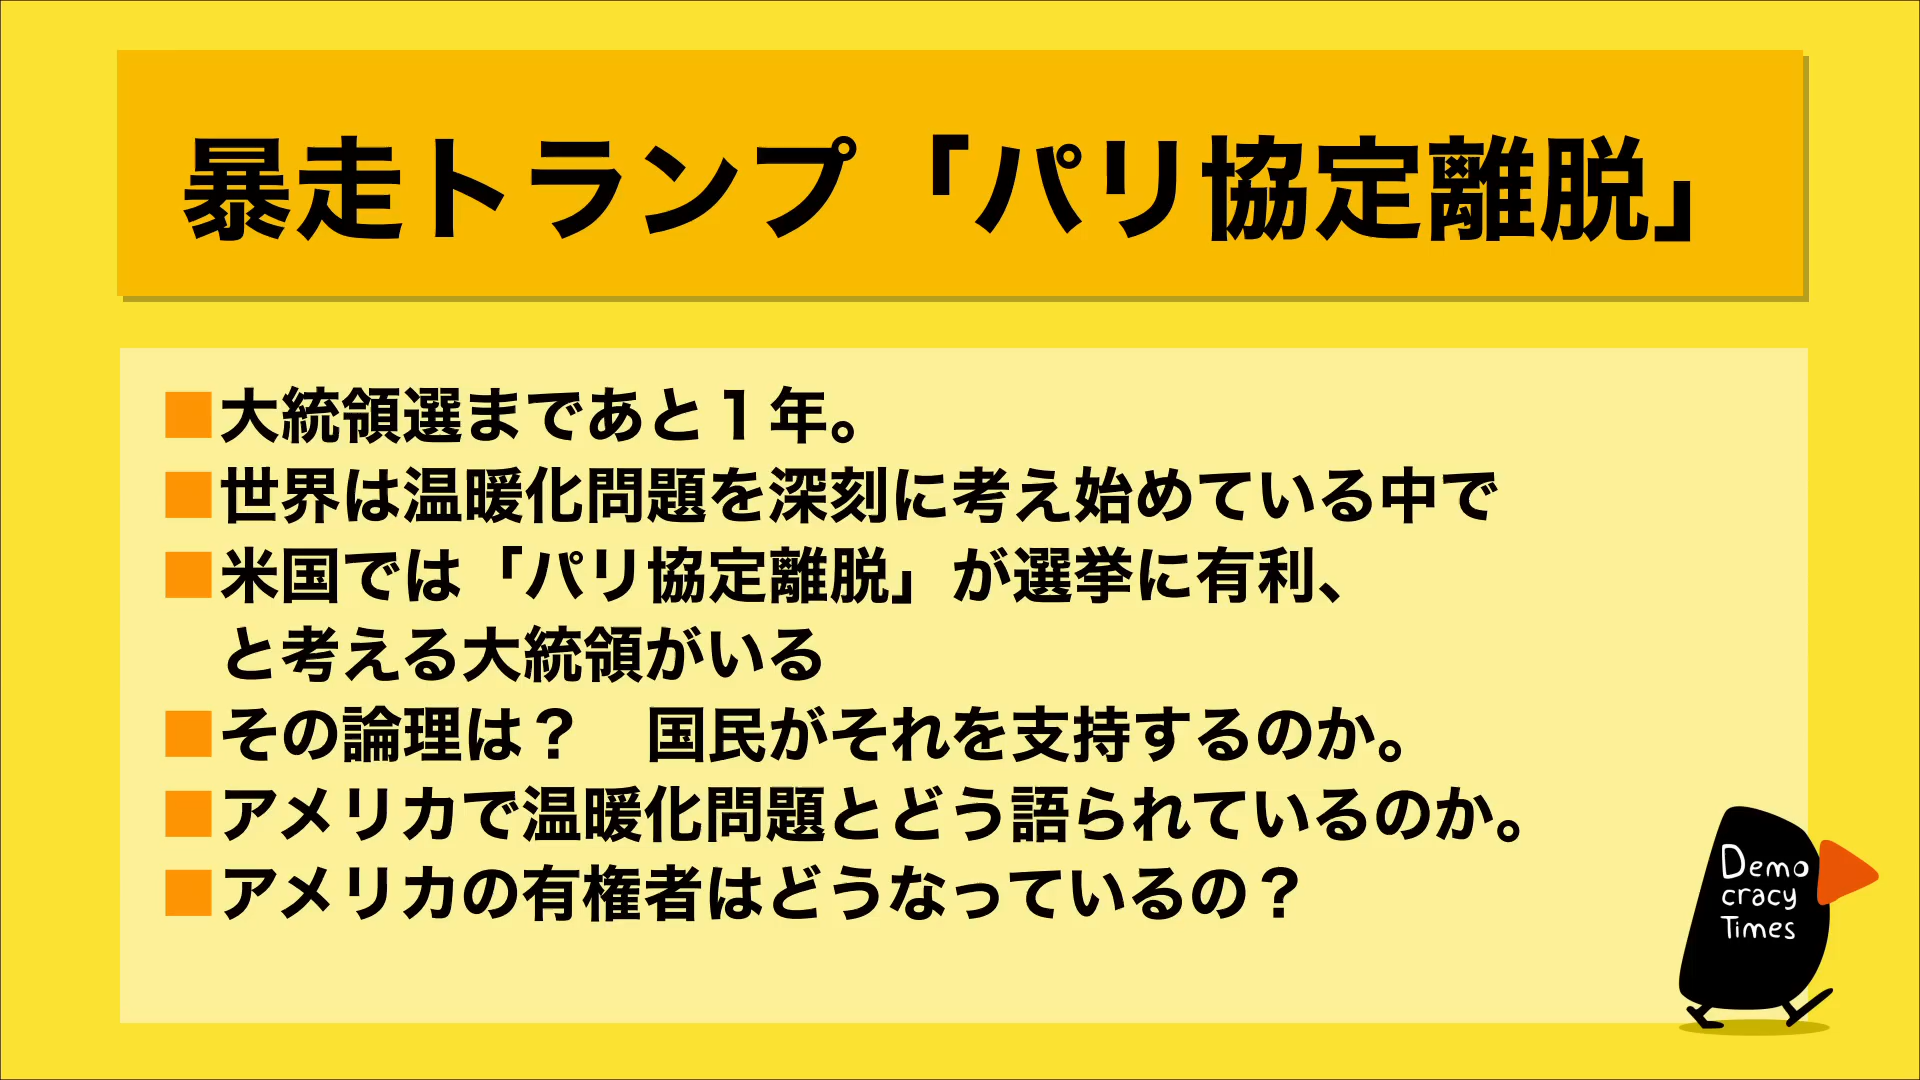 暴走トランプ「パリ協定離脱」
■大統領選まであと１年。
■世界は温暖化問題を深刻に考え始めている中で
■米国では「パリ協定離脱」が選挙に有利、
と考える大統領がいる
■その論理は？　国民がそれを支持するのか。
■アメリカで温暖化問題とどう語られているのか。
■アメリカの有権者はどうなっているの？
Demo
cracy
Times